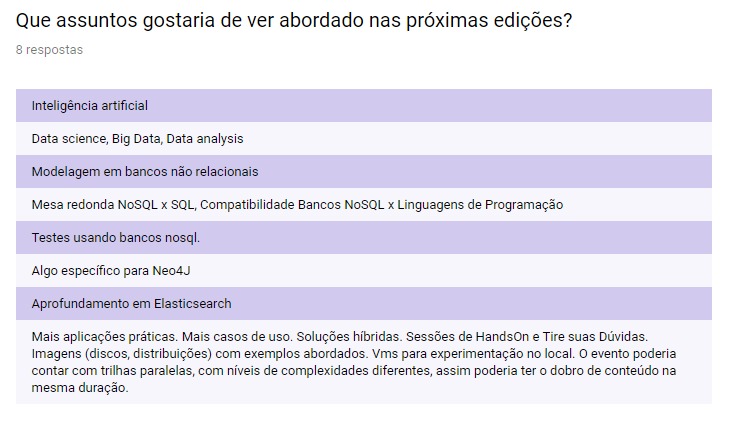 Que assuntos gostaria de ver abordado nas próximas edições?
8 respostas
Inteligência artificial
Data science, Big Data, Data analysis
Modelagem em bancos não relacionais
Mesa redonda NoSQL x SQL, Compatibilidade Bancos NoSQL x Linguagens de Programação
Testes usando bancos nosql.
Algo específico para Neo4J
Aprofundamento em Elasticsearch
Mais aplicações práticas. Mais casos de uso. Soluções híbridas. Sessões de HandsOn e Tire suas Dúvidas.
Imagens (discos, distribuições) com exemplos abordados. Vms para experimentação no local. O evento poderia
contar com trilhas paralelas, com níveis de complexidades diferentes, assim poderia ter o dobro de conteúdo na
mesma duração.